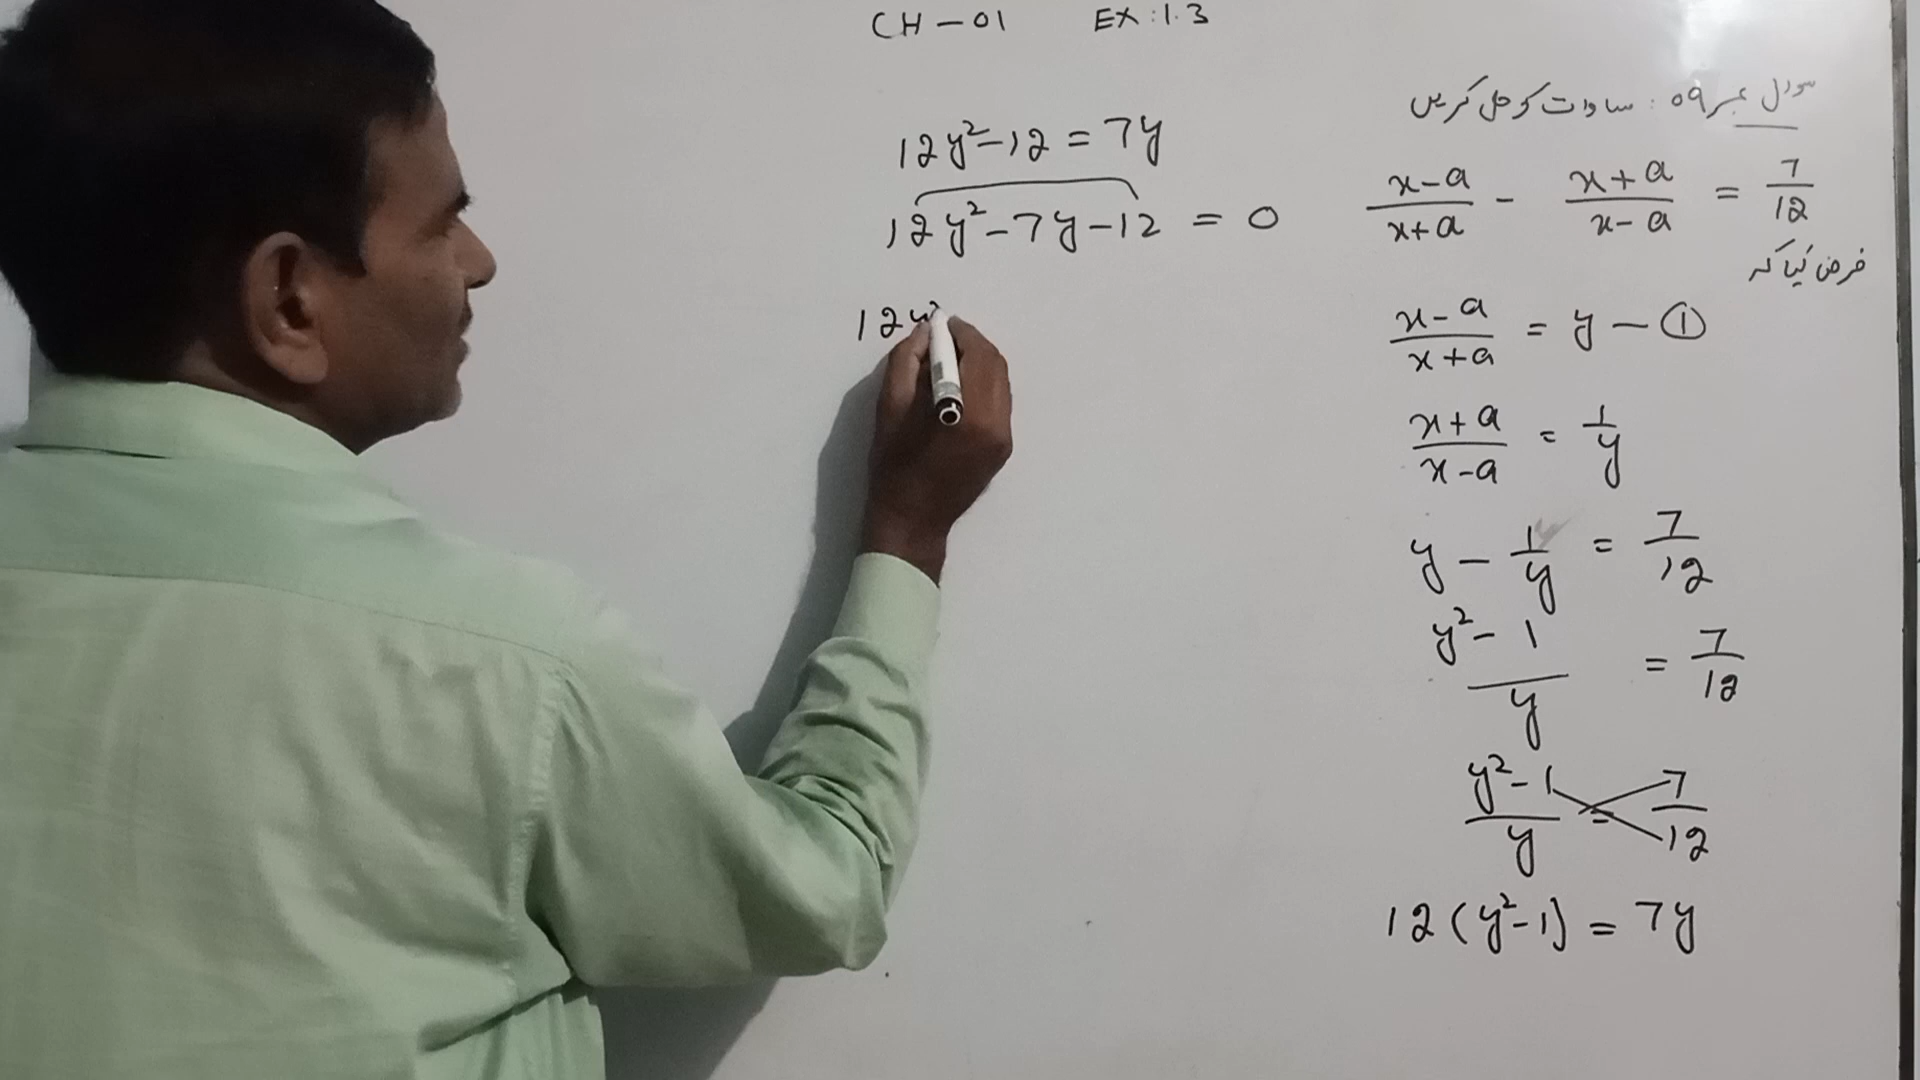 CH - 01 EX : 1.3
سوال نمبر 09 : مساوات کو حل کریں
(x-a)/(x+a) - (x+a)/(x-a) = 7/12
فرض کیا کہ
(x-a)/(x+a) = y - ①
(x+a)/(x-a) = 1/y
y - 1/y = 7/12
(y² - 1)/y = 7/12
(y² - 1)/y = 7/12
12(y²-1) = 7y
12y²-12 = 7y
12y²-7y-12 = 0
12y²